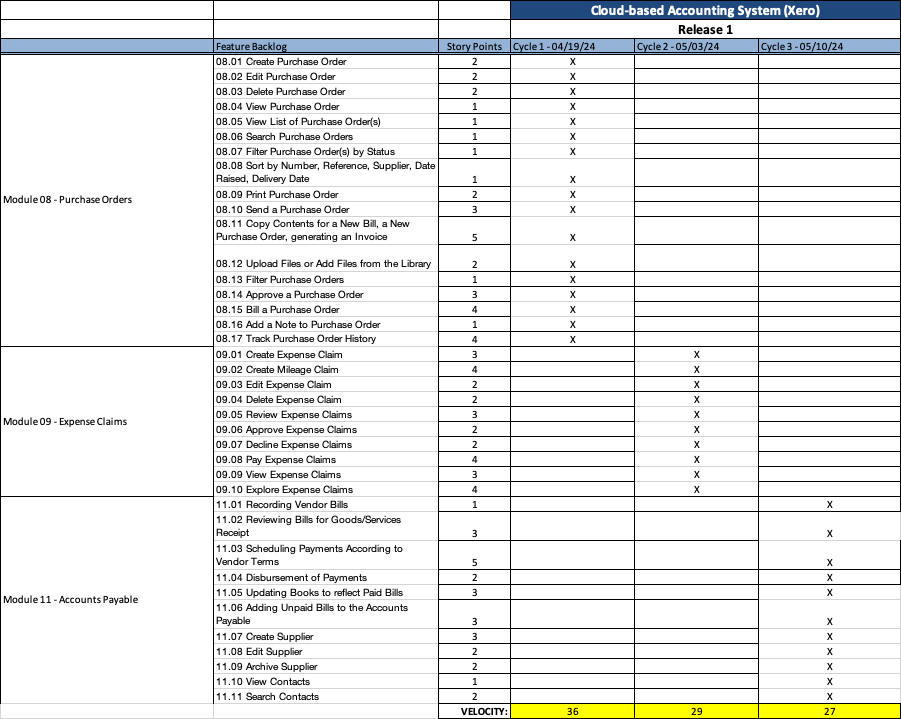 Cloud-based Accounting System (Xero)
Release 1
Feature Backlog Story Points Cycle 1 - 04/19/24 Cycle 2 - 05/03/24 Cycle 3 - 05/10/24
08.01 Create Purchase Order 2 X
08.02 Edit Purchase Order 2 X
08.03 Delete Purchase Order 2 X
08.04 View Purchase Order 1 X
08.05 View List of Purchase Order(s) 1 X
08.06 Search Purchase Orders 1 X
08.07 Filter Purchase Order(s) by Status 1 X
08.08 Sort by Number, Reference, Supplier, Date
Raised, Delivery Date 1 X
Module 08 - Purchase Orders
08.09 Print Purchase Order 2 X
08.10 Send a Purchase Order 3 X
08.11 Copy Contents for a New Bill, a New
Purchase Order, generating an Invoice 5 X
08.12 Upload Files or Add Files from the Library 2 X
08.13 Filter Purchase Orders 1 X
08.14 Approve a Purchase Order 3 X
08.15 Bill a Purchase Order 4 X
08.16 Add a Note to Purchase Order 1 X
08.17 Track Purchase Order History 4 X
09.01 Create Expense Claim 3 X
09.02 Create Mileage Claim 4 X
09.03 Edit Expense Claim 2 X
09.04 Delete Expense Claim 2 X
09.05 Review Expense Claims 3 X
Module 09 - Expense Claims
09.06 Approve Expense Claims 2 X
09.07 Decline Expense Claims 2 X
09.08 Pay Expense Claims 4 X
09.09 View Expense Claims 3 X
09.10 Explore Expense Claims 4 X
11.01 Recording Vendor Bills 1 X
11.02 Reviewing Bills for Goods/Services
Receipt 3 X
11.03 Scheduling Payments According to
Vendor Terms 5 X
11.04 Disbursement of Payments 2 X
11.05 Updating Books to reflect Paid Bills 3 X
Module 11 - Accounts Payable
11.06 Adding Unpaid Bills to the Accounts
Payable 3 X
11.07 Create Supplier 3 X
11.08 Edit Supplier 2 X
11.09 Archive Supplier 2 X
11.10 View Contacts 1 X
11.11 Search Contacts 2 X
VELOCITY: 36 29 27